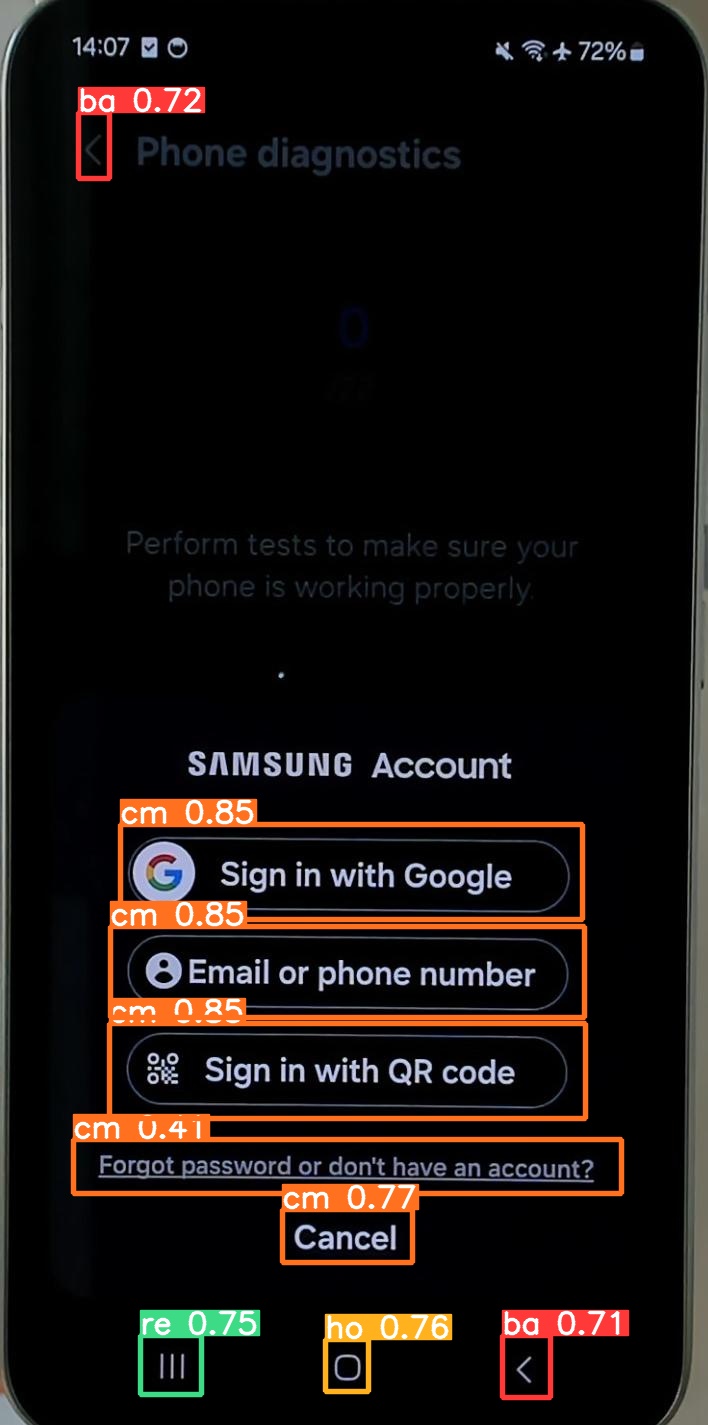 14:07 72%
ba 0.72
Phone diagnostics
0
Perform tests to make sure your
phone is working properly.
SAMSUNG Account
cm 0.85
Sign in with Google
cm 0.85
Email or phone number
cm 0.85
Sign in with QR code
cm 0.41
Forgot password or don't have an account?
cm 0.77
Cancel
re 0.75 ho 0.76 ba 0.71